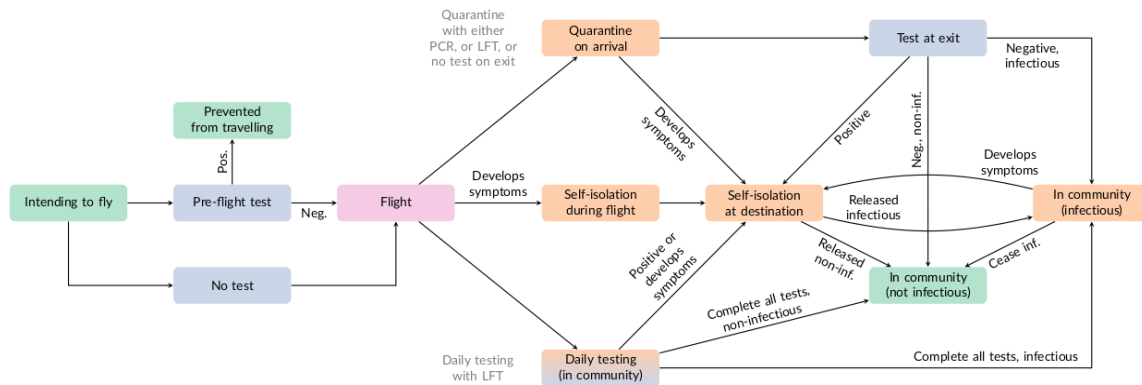 Quarantine
with either
PCR, or LFT, or
no test on exit
Quarantine
on arrival
Test at exit
Negative,
infectious
Prevented
from travelling
Pos.
Develops
symptoms
Positive
Neg., non-inf.
Develops
symptoms
Intending to fly
Pre-flight test
Neg.
Flight
Develops
symptoms
Self-isolation
during flight
Self-isolation
at destination
Released
infectious
In community
(infectious)
Positive or
develops
symptoms
Released
non-inf.
Cease inf.
No test
In community
(not infectious)
Complete all tests,
non-infectious
Daily testing
with LFT
Daily testing
(in community)
Complete all tests, infectious